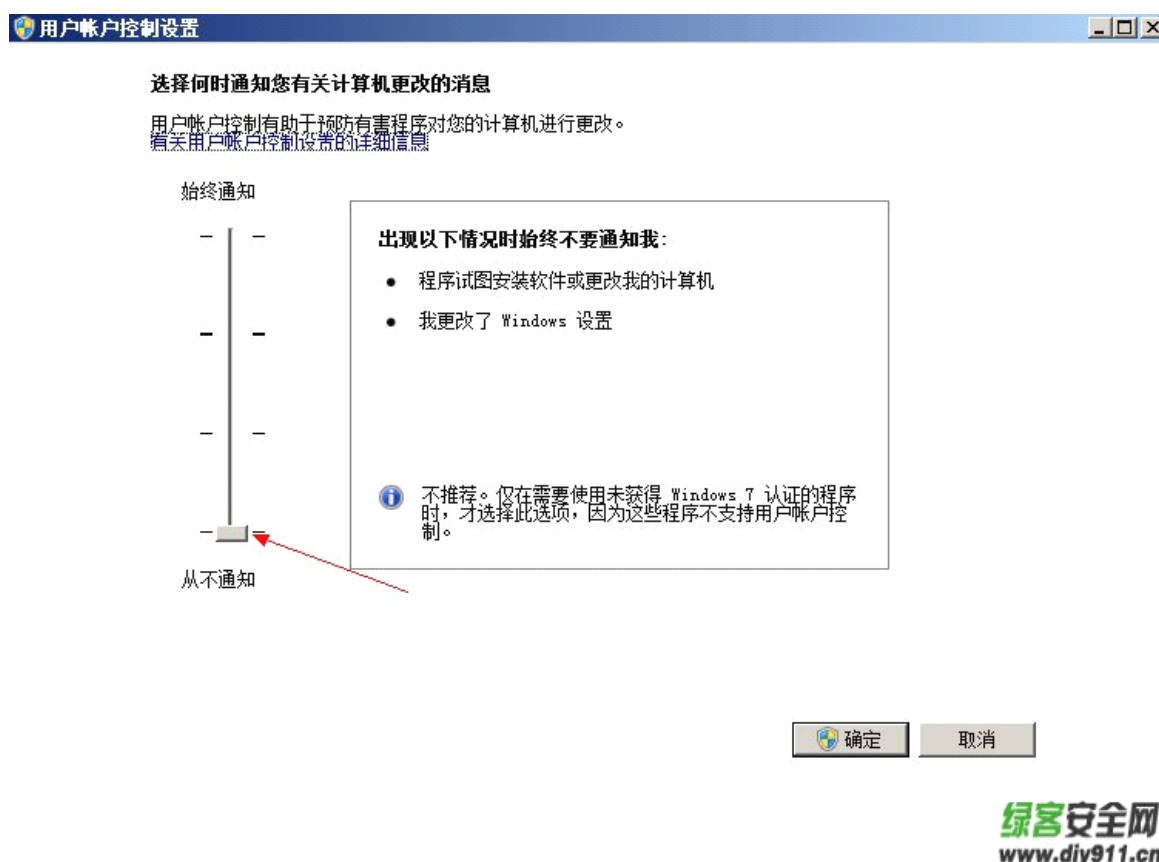 用户帐户控制设置
选择何时通知您有关计算机更改的消息
用户帐户控制有助于预防有害程序对您的计算机进行更改。
有关用户帐户控制设置的详细信息
始终通知
出现以下情况时始终不要通知我:
程序试图安装软件或更改我的计算机
我更改了 Windows 设置
不推荐。仅在需要使用未获得 Windows 7 认证的程序
时，才选择此选项，因为这些程序不支持用户帐户控
制。
从不通知
确定
取消
绿客安全网
www.diy911.cn